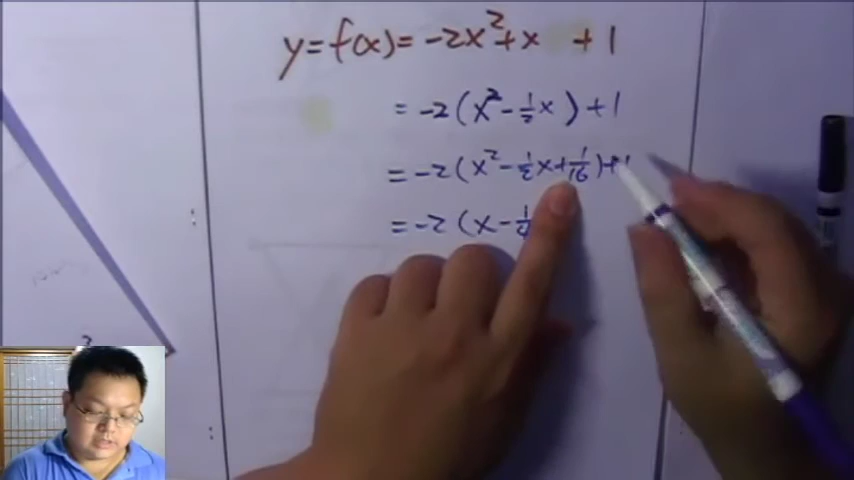 y=f(x)=-2x²+x +1
=-2(x²-½x)+1
=-2(x²-½x+1/16)+1
=-2(x-1/4